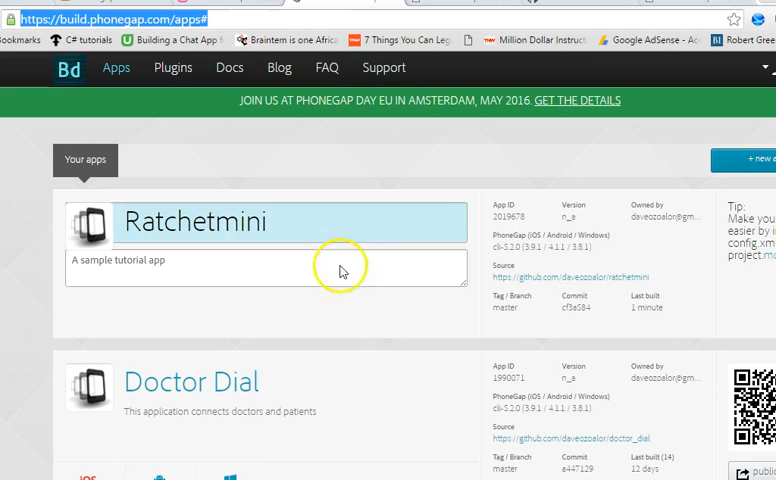 https://build.phonegap.com/apps#
okmarks
C# tutorials
Building a Chat App f
Braintem is one Afric
7 Things You Can Leg
Million Dollar Instruct
Google AdSense - Ac
Robert Gree
Bd
Apps
Plugins
Docs
Blog
FAQ
Support
JOIN US AT PHONEGAP DAY EU IN AMSTERDAM, MAY 2016. GET THE DETAILS
Your apps
+ new a
Ratchetmini
A sample tutorial app
App ID
Version
Owned by
2019678
n_a
daveozoalor@gm...
PhoneGap (iOS / Android / Windows)
cli-5.2.0 (3.9.1 / 4.1.1 / 3.8.1)
Source
https://github.com/daveozoalor/ratchetmini
Tag / Branch
Commit
Last built
master
cf3a584
1 minute
Tip:
Make you
easier by i
config.xm
project.mo
Doctor Dial
This application connects doctors and patients
App ID
Version
Owned by
1990071
n_a
daveozoalor@gm...
PhoneGap (iOS / Android / Windows)
cli-5.2.0 (3.9.1 / 4.1.1 / 3.8.1)
Source
https://github.com/daveozoalor/doctor_dial
Tag / Branch
Commit
Last built (14)
master
a447129
12 days
public
iOS